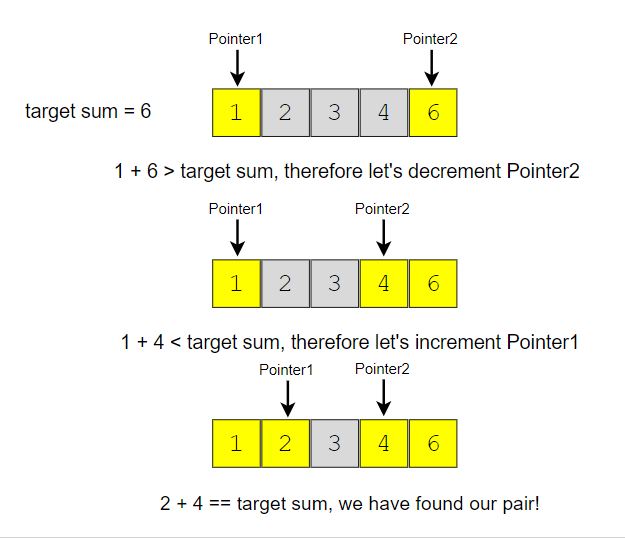 Pointer1 Pointer2
target sum = 6
1 2 3 4 6
1 + 6 > target sum, therefore let's decrement Pointer2
Pointer1 Pointer2
1 2 3 4 6
1 + 4 < target sum, therefore let's increment Pointer1
Pointer1 Pointer2
1 2 3 4 6
2 + 4 == target sum, we have found our pair!